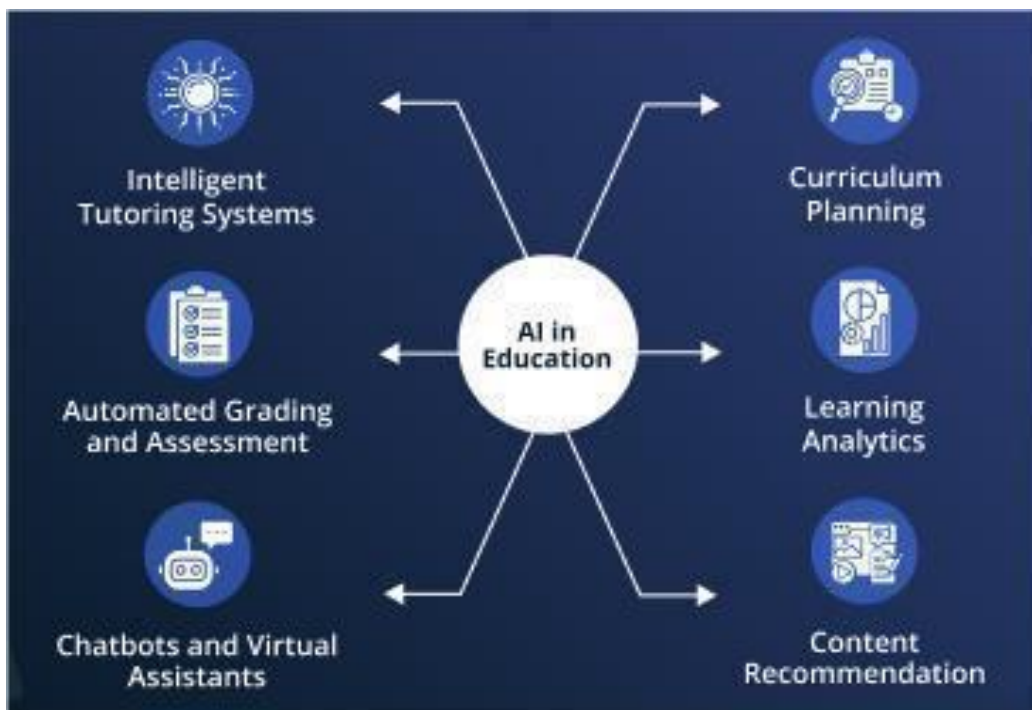 Intelligent
Tutoring Systems
Automated Grading
and Assessment
Chatbots and Virtual
Assistants
AI in
Education
Curriculum
Planning
Learning
Analytics
Content
Recommendation